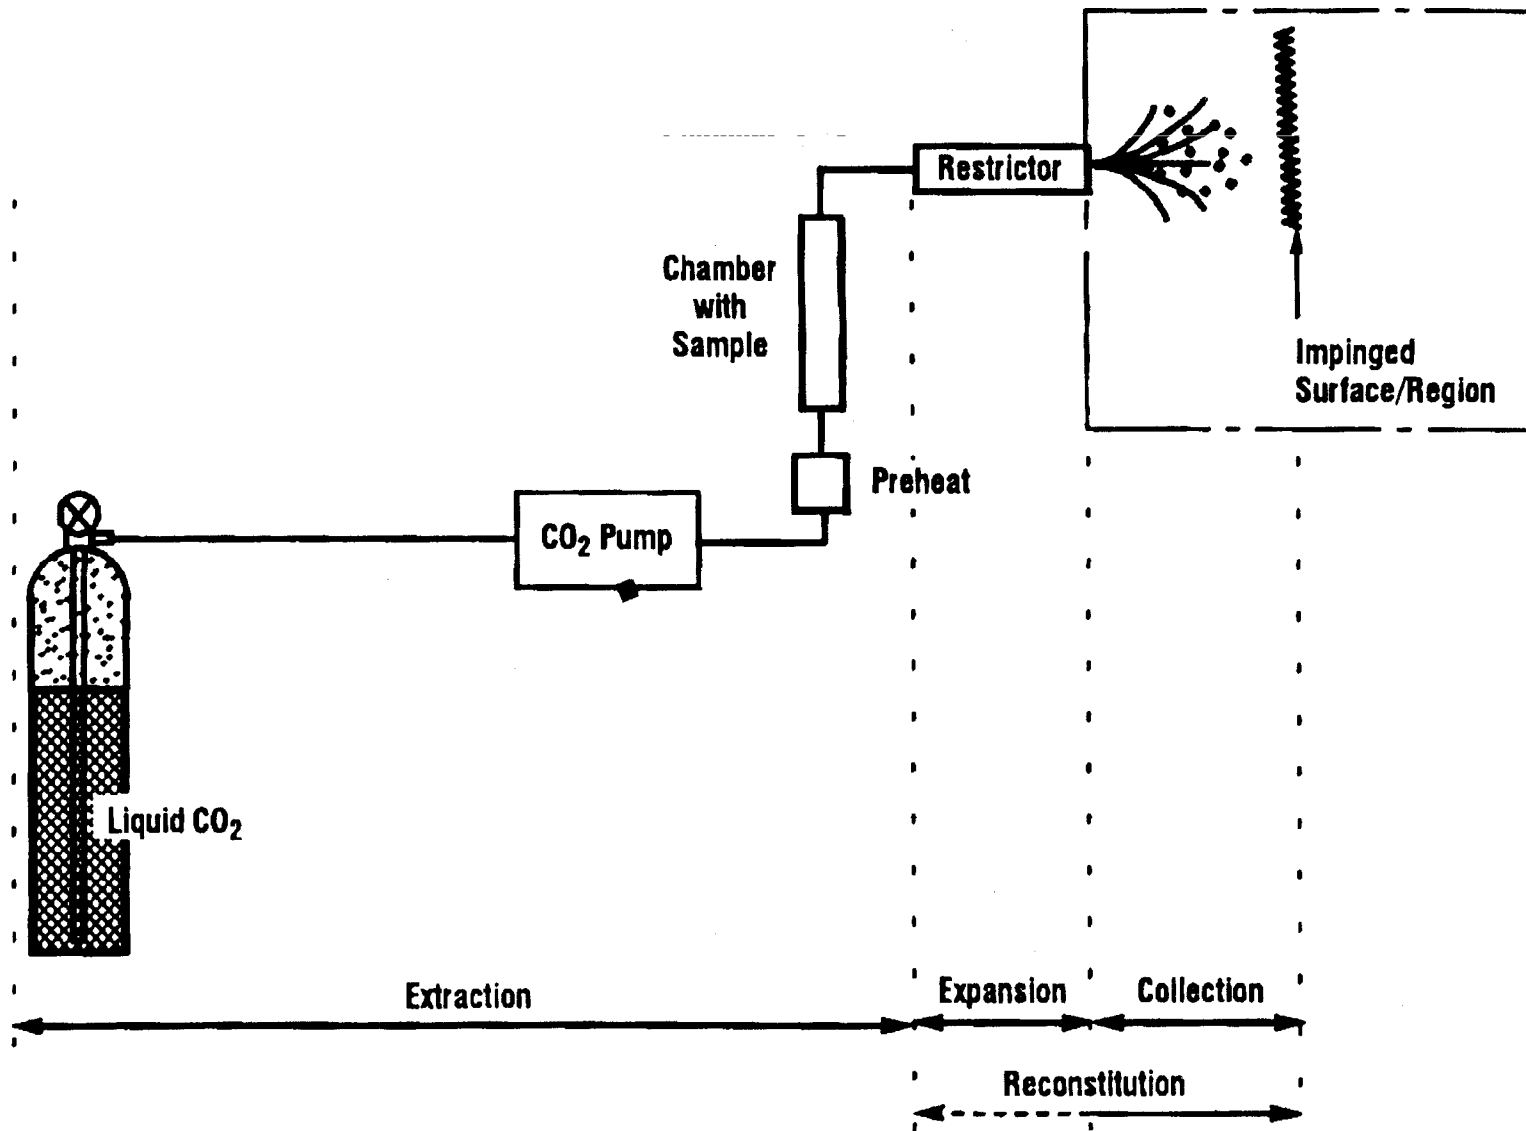 Restrictor
Chamber
with
Sample
Impinged
Surface/Region
Preheat
CO₂ Pump
Liquid CO₂
Extraction
Expansion
Collection
Reconstitution